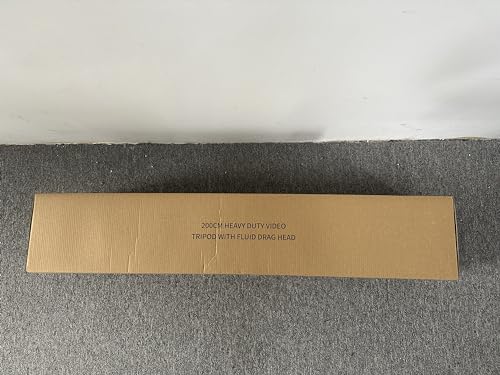 200CM HEAVY DUTY VIDEO
TRIPOD WITH FLUID DRAG HEAD